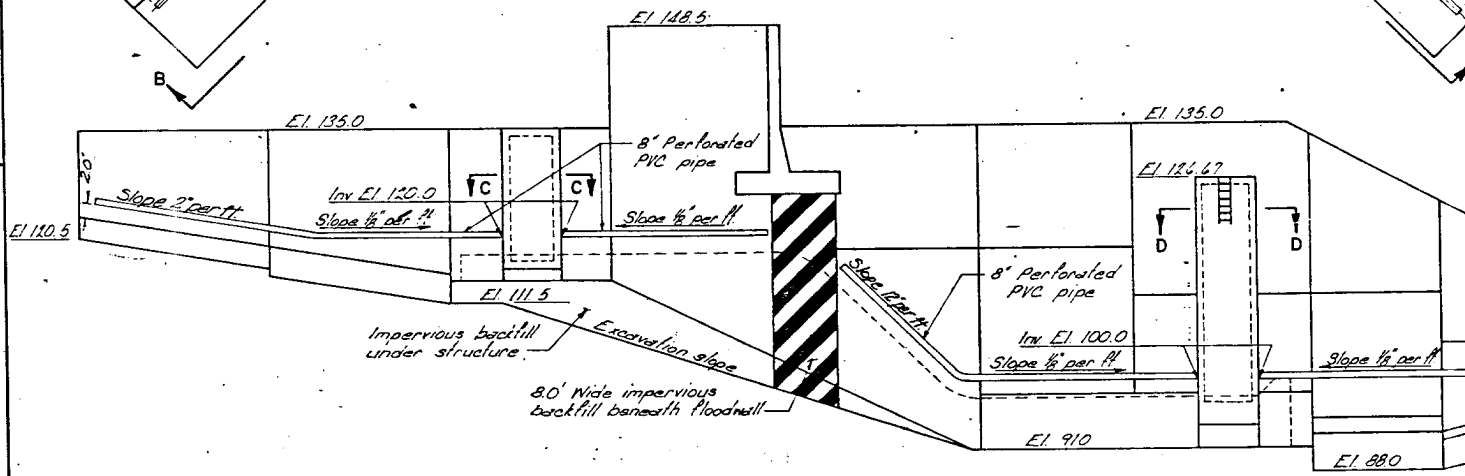 El. 148.5
B
El. 135.0
El. 135.0
8" Perforated
PVC pipe
El. 126.67
2.0'
Slope 2" per ft.
Inv El. 120.0
C
C
Slope 1/8" per ft.
Slope 1/8" per ft.
D
D
El 120.5
Slope 12" per ft.
8" Perforated
PVC pipe
El. 111.5
Impervious backfill
under structure
Excavation slope
Inv. El. 100.0
Slope 1/8" per ft
Slope 1/8" per ft
8.0' Wide impervious
backfill beneath floodwall
El. 91.0
El. 88.0